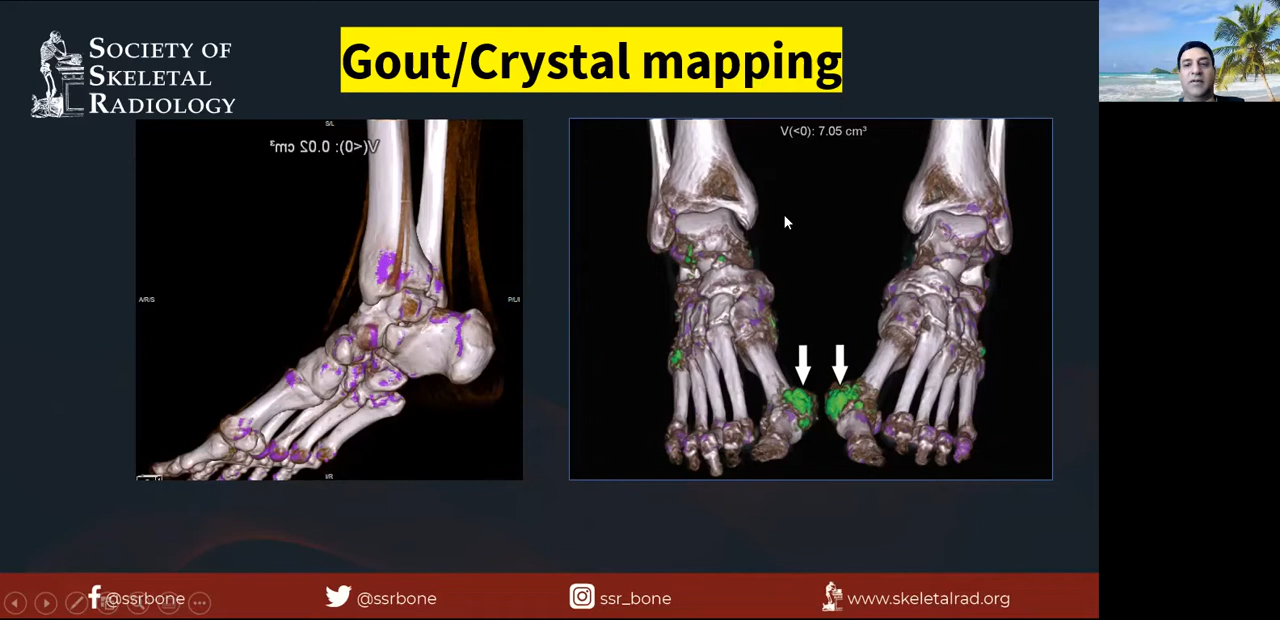 SOCIETY OF
SKELETAL
RADIOLOGY
Gout/Crystal mapping
S/L
V(<0): 0.02 cm³
A/R/S
P/L/I
I/R
V(<0): 7.05 cm³
@ssrbone
@ssrbone
ssr_bone
www.skeletalrad.org